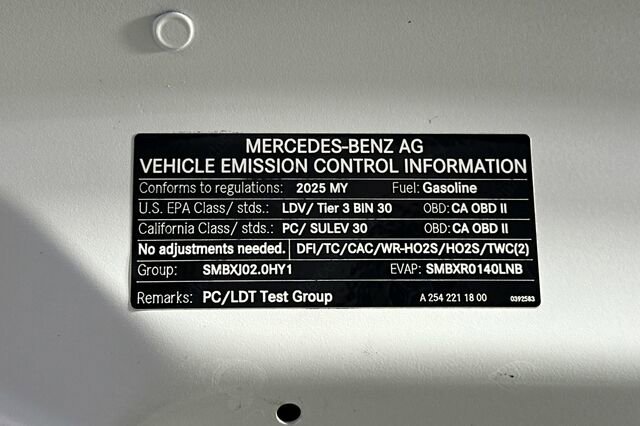 MERCEDES-BENZ AG
VEHICLE EMISSION CONTROL INFORMATION
Conforms to regulations: 2025 MY Fuel: Gasoline
U.S. EPA Class/ stds.: LDV/ Tier 3 BIN 30 OBD: CA OBD II
California Class/ stds.: PC/ SULEV 30 OBD: CA OBD II
No adjustments needed. DFI/TC/CAC/WR-HO2S/HO2S/TWC(2)
Group: SMBXJ02.0HY1 EVAP: SMBXR0140LNB
Remarks: PC/LDT Test Group A 254 221 18 00 0392583